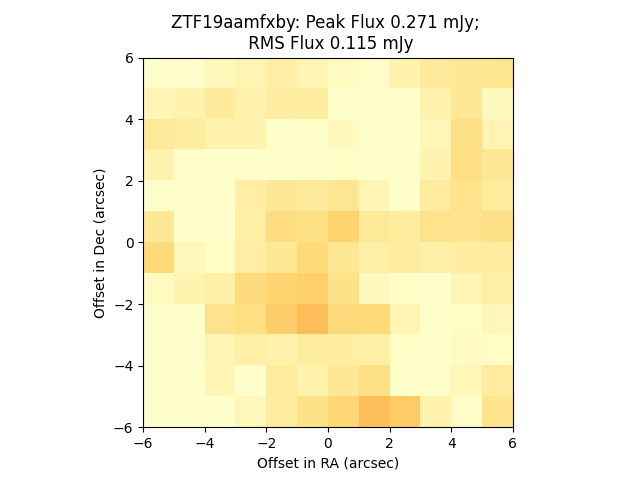 ZTF19aamfxby: Peak Flux 0.271 mJy;
RMS Flux 0.115 mJy
6
4
2
0
−2
−4
−6
Offset in Dec (arcsec)
−6 −4 −2 0 2 4 6
Offset in RA (arcsec)